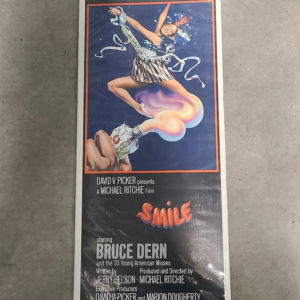 DAVID V. PICKER presents
A MICHAEL RITCHIE Film
SMILE
starring
BRUCE DERN
and the 33 Young American Misses
Written by Produced and Directed by
JERRY BELSON · MICHAEL RITCHIE
Executive Producers
DAVID V. PICKER and MARION DOUGHERTY